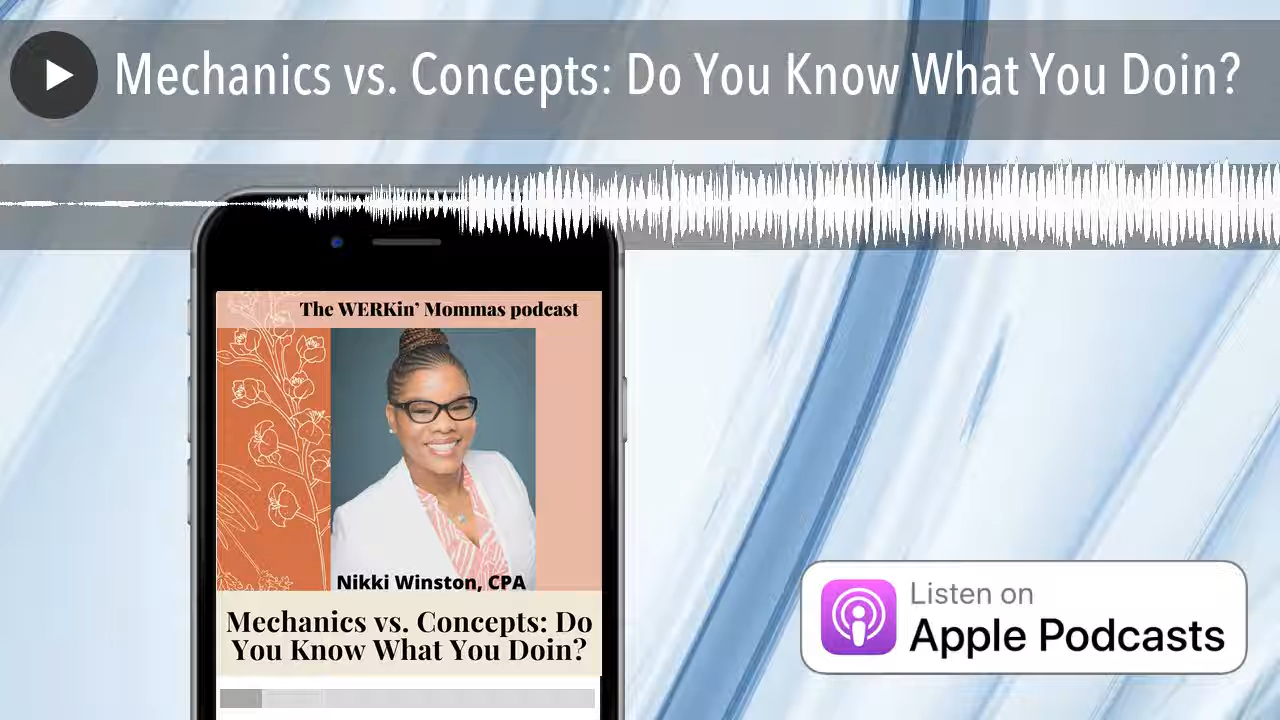 Mechanics vs. Concepts: Do You Know What You Doin?
The WERKin’ Mommas podcast
Nikki Winston, CPA
Mechanics vs. Concepts: Do
You Know What You Doin?
Listen on
Apple Podcasts